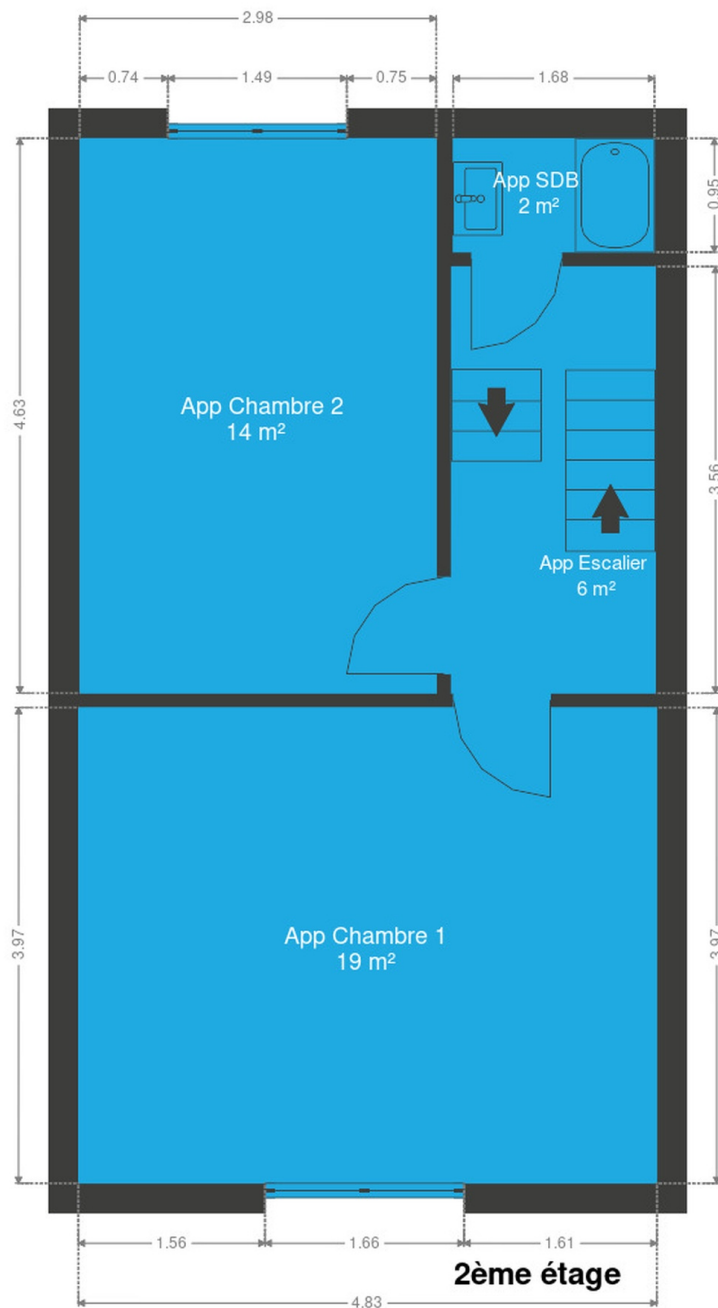 2.98
0.74
1.49
0.75
1.68
App SDB
2 m²
0.95
4.63
App Chambre 2
14 m²
3.56
App Escalier
6 m²
3.97
App Chambre 1
19 m²
3.97
1.56
1.66
1.61
2ème étage
4.83